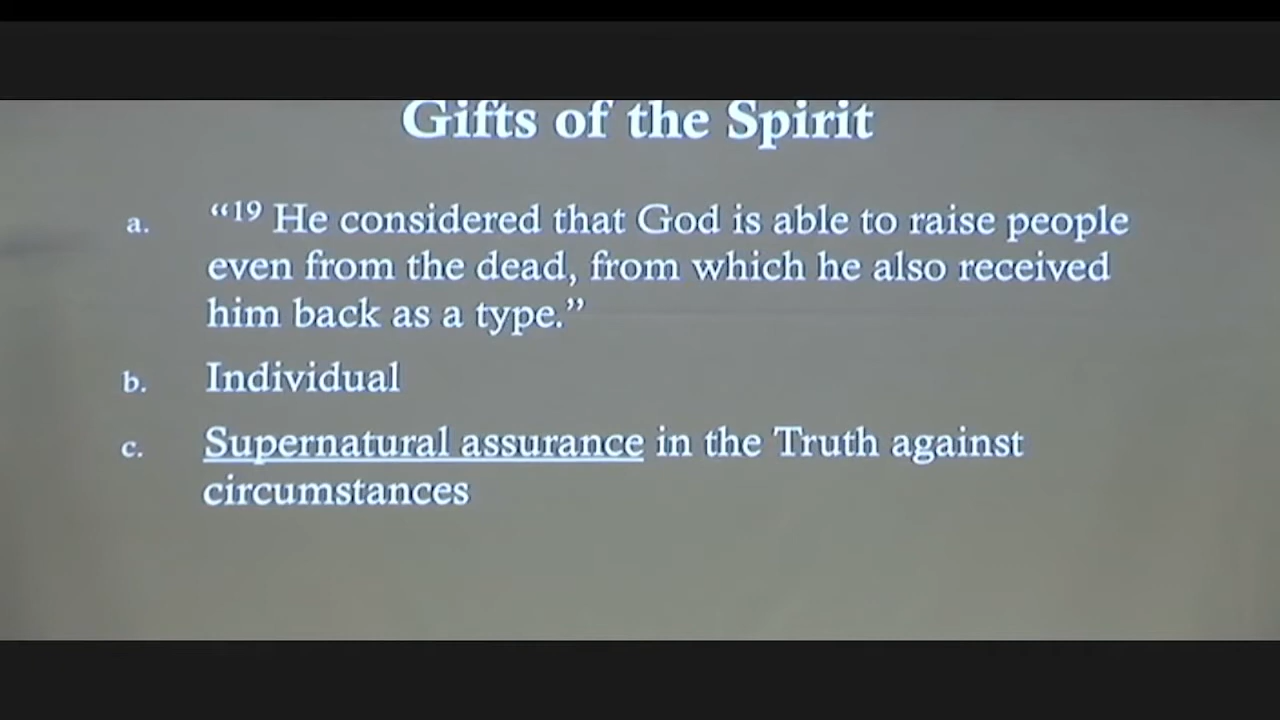 Gifts of the Spirit
a. “19 He considered that God is able to raise people
even from the dead, from which he also received
him back as a type.”
b. Individual
c. Supernatural assurance in the Truth against
circumstances